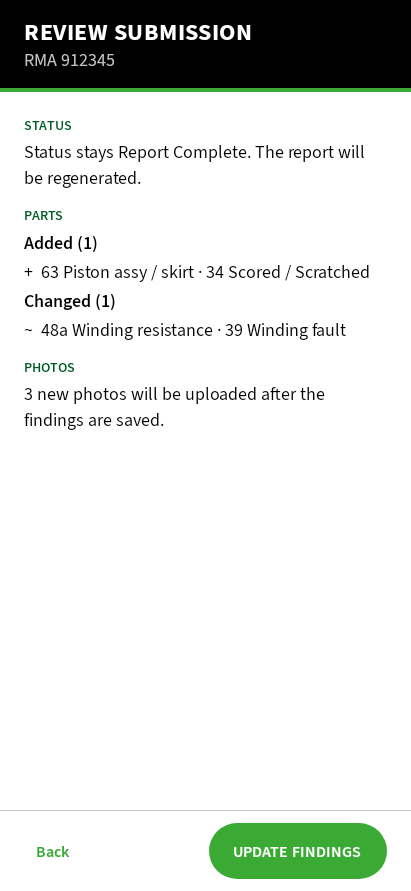 REVIEW SUBMISSION
RMA 912345
STATUS
Status stays Report Complete. The report will
be regenerated.
PARTS
Added (1)
+ 63 Piston assy / skirt · 34 Scored / Scratched
Changed (1)
~ 48a Winding resistance · 39 Winding fault
PHOTOS
3 new photos will be uploaded after the
findings are saved.
Back
UPDATE FINDINGS